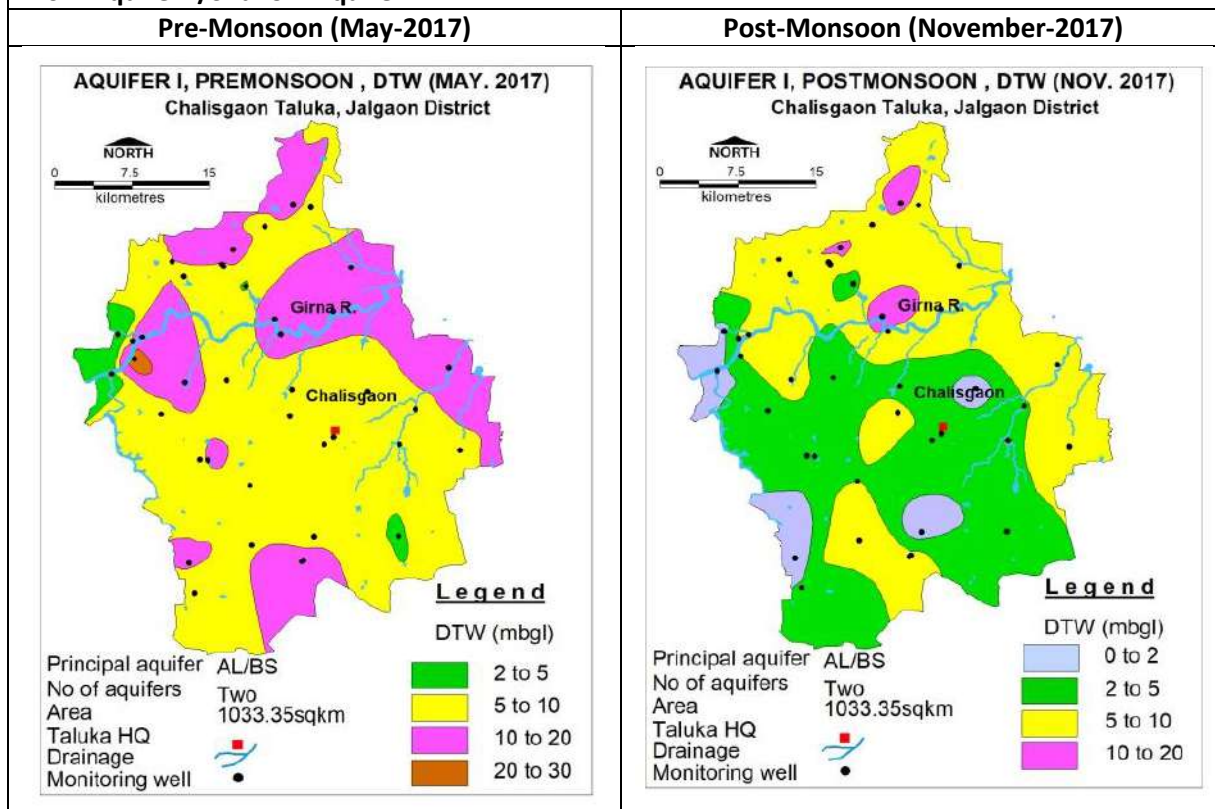 Pre-Monsoon (May-2017)
Post-Monsoon (November-2017)
AQUIFER I, PREMONSOON , DTW (MAY. 2017)
Chalisgaon Taluka, Jalgaon District
NORTH
0 7.5 15
kilometres
Girna R.
Chalisgaon
Legend
DTW (mbgl)
2 to 5
5 to 10
10 to 20
20 to 30
Principal aquifer AL/BS
No of aquifers Two
Area 1033.35sqkm
Taluka HQ
Drainage
Monitoring well
AQUIFER I, POSTMONSOON , DTW (NOV. 2017)
Chalisgaon Taluka, Jalgaon District
NORTH
0 7.5 15
kilometres
Girna R.
Chalisgaon
Legend
DTW (mbgl)
0 to 2
2 to 5
5 to 10
10 to 20
Principal aquifer AL/BS
No of aquifers Two
Area 1033.35sqkm
Taluka HQ
Drainage
Monitoring well